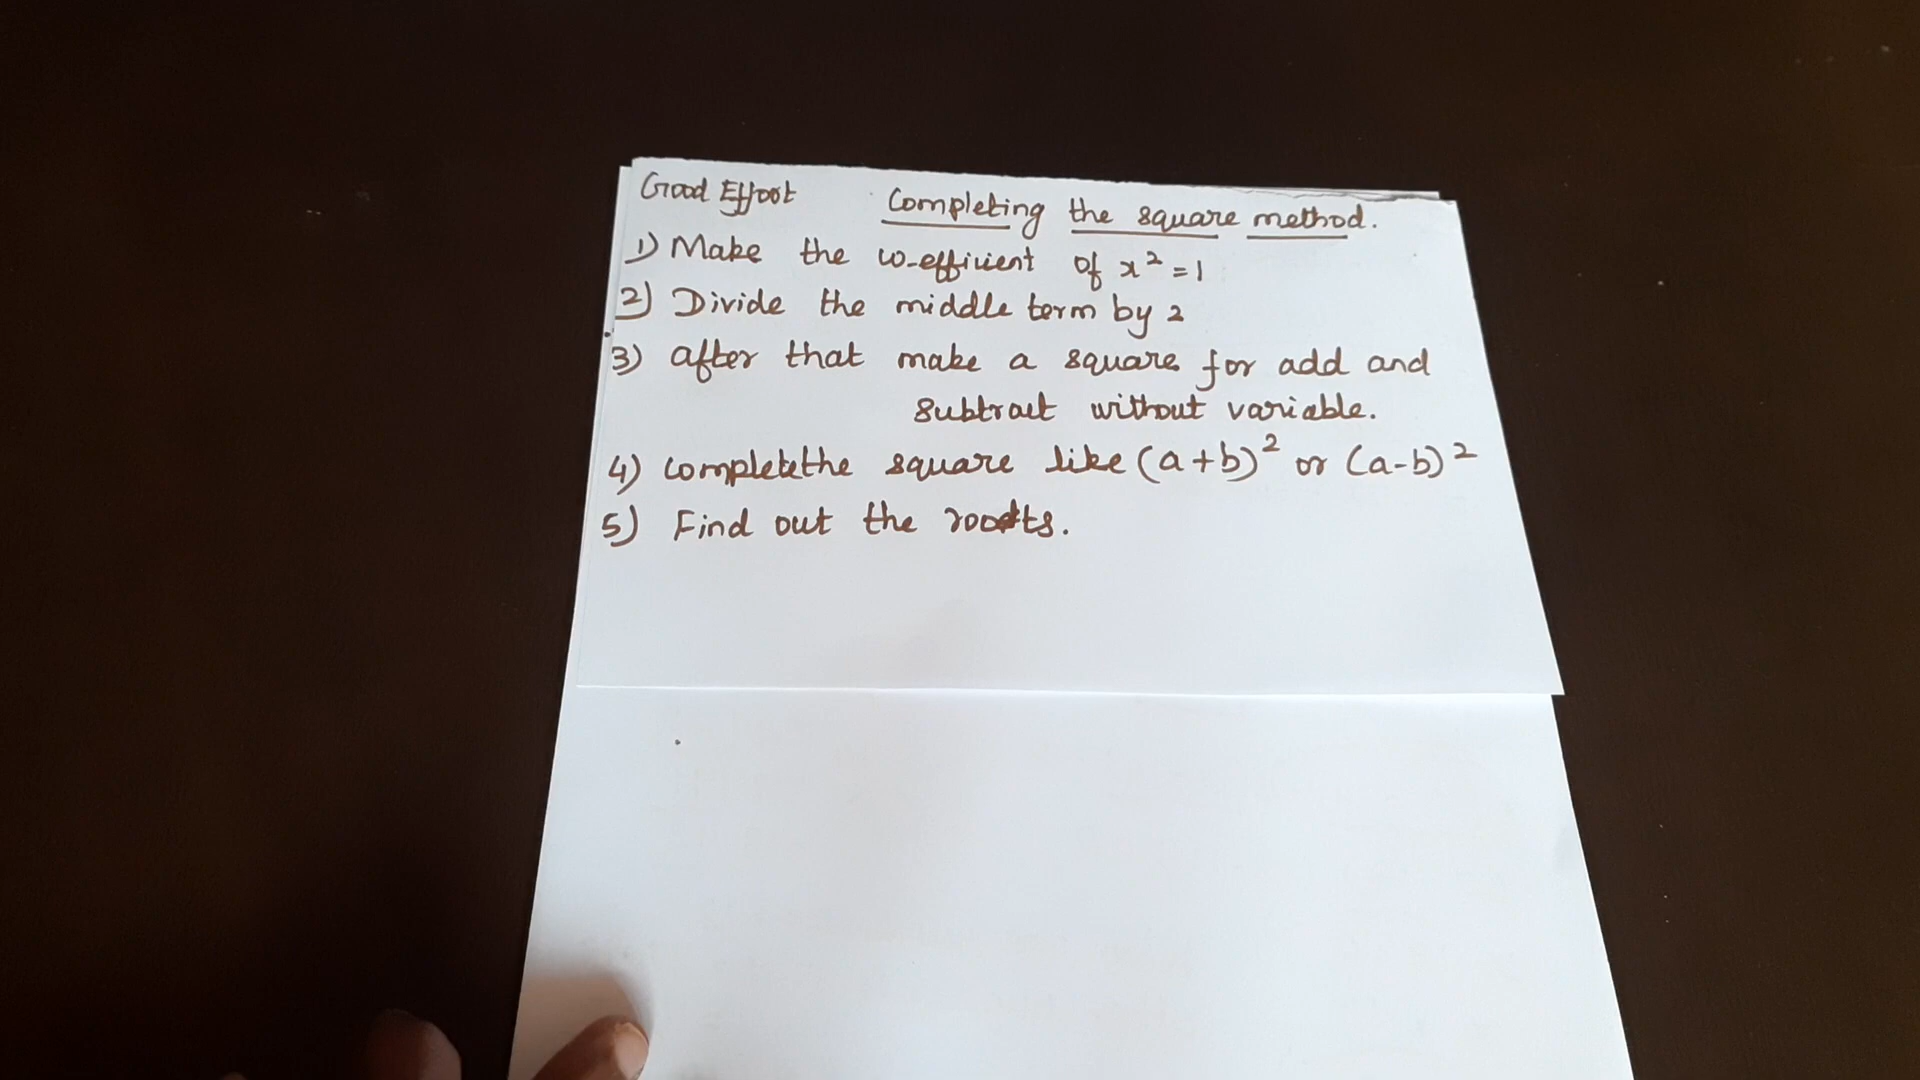 Good Effort
Completing the square method.
1) Make the co-efficient of x² = 1
2) Divide the middle term by 2
3) after that make a square for add and
subtract without variable.
4) completethe square like (a+b)² or (a-b)²
5) Find out the roots.